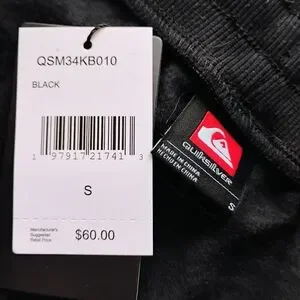 QSM34KB010
BLACK
1 97917 21741 3
S
Manufacturer's
Suggested
Retail Price
$60.00
QUIKSILVER
MADE IN CHINA
HECHO EN CHINA
S